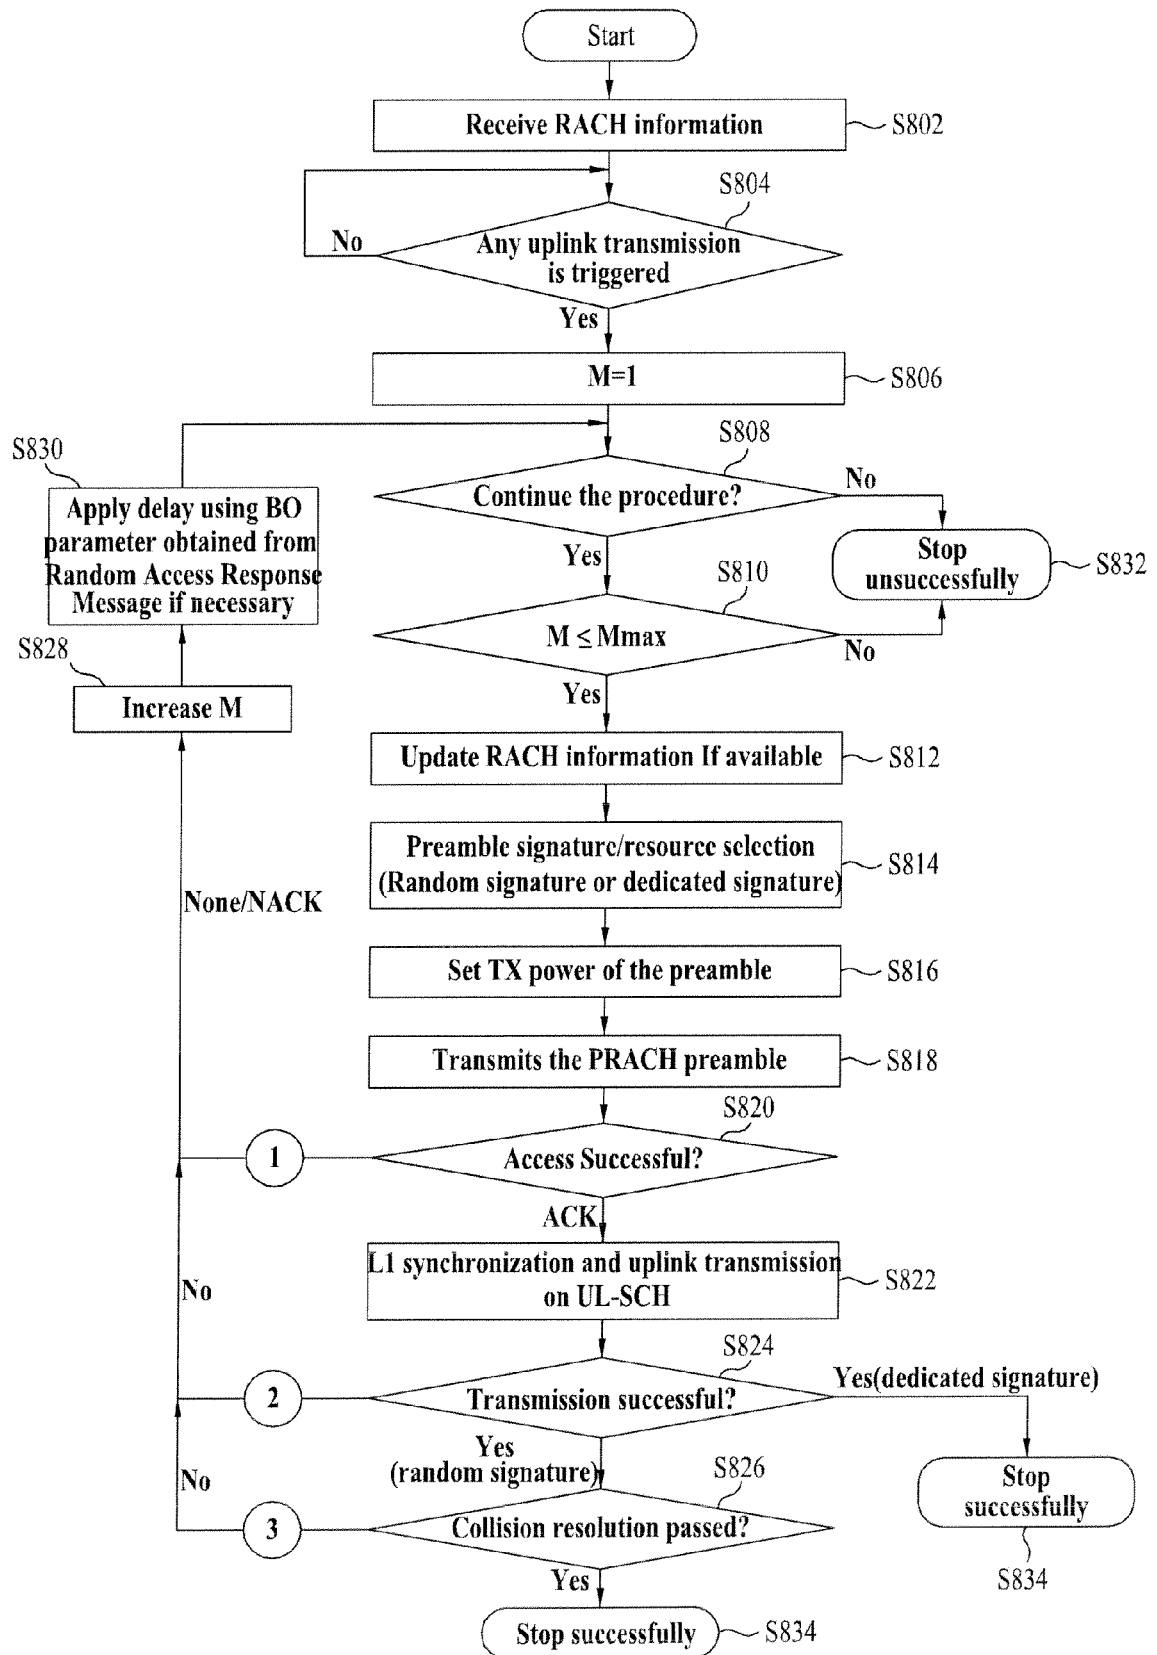 Start
Receive RACH information
S802
S804
No
Any uplink transmission
is triggered
Yes
M=1
S806
S830
S808
Apply delay using BO
parameter obtained from
Random Access Response
Message if necessary
Continue the procedure?
No
Yes
Stop
unsuccessfully
S832
S810
M ≤ Mmax
No
Yes
S828
Increase M
Update RACH information If available
S812
Preamble signature/resource selection
(Random signature or dedicated signature)
S814
None/NACK
Set TX power of the preamble
S816
Transmits the PRACH preamble
S818
S820
1
Access Successful?
ACK
L1 synchronization and uplink transmission
on UL-SCH
S822
No
S824
2
Transmission successful?
Yes(dedicated signature)
Yes
(random signature)
S826
No
Stop
successfully
3
Collision resolution passed?
S834
Yes
Stop successfully
S834